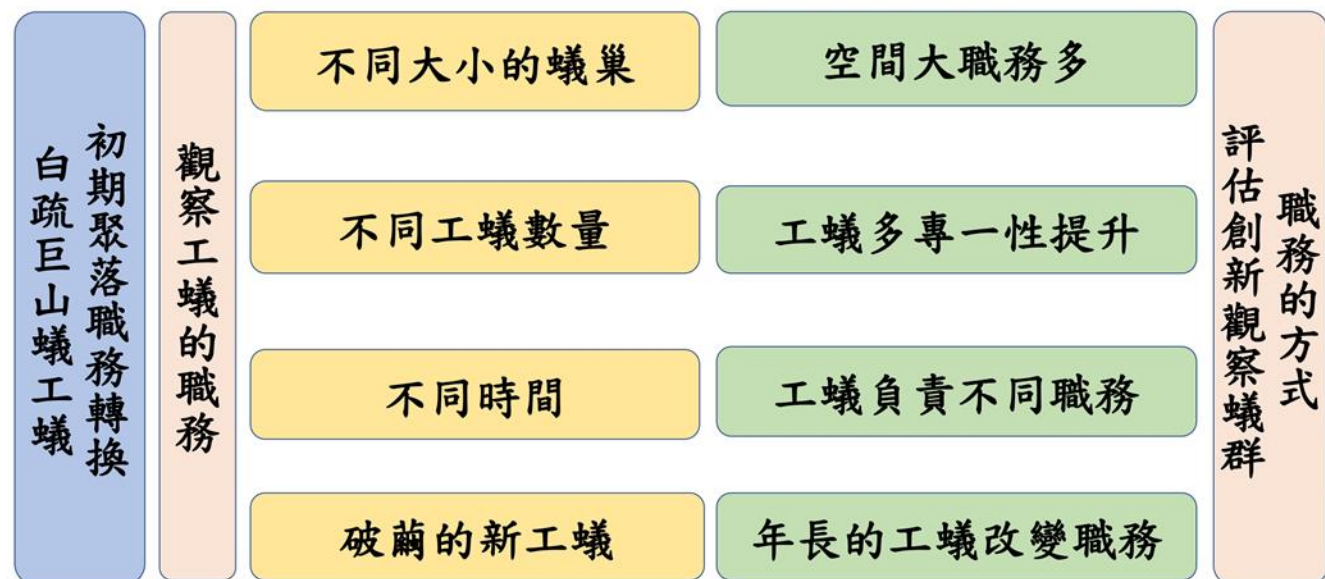 白疏巨山蟻工蟻
初期聚落職務轉換
觀察工蟻的職務
不同大小的蟻巢
空間大職務多
不同工蟻數量
工蟻多專一性提升
不同時間
工蟻負責不同職務
破繭的新工蟻
年長的工蟻改變職務
評估創新觀察蟻群
職務的方式